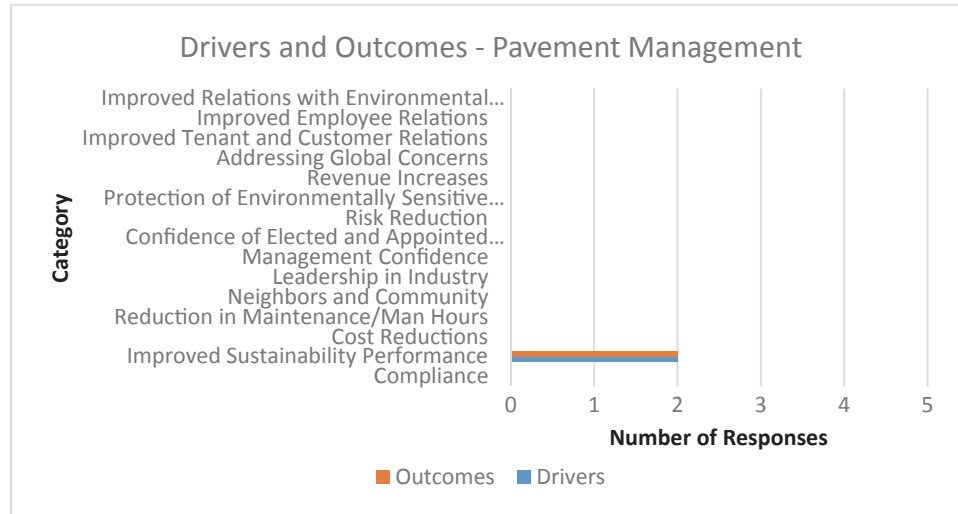 Drivers and Outcomes - Pavement Management
Category
Improved Relations with Environmental...
Improved Employee Relations
Improved Tenant and Customer Relations
Addressing Global Concerns
Revenue Increases
Protection of Environmentally Sensitive...
Risk Reduction
Confidence of Elected and Appointed...
Management Confidence
Leadership in Industry
Neighbors and Community
Reduction in Maintenance/Man Hours
Cost Reductions
Improved Sustainability Performance
Compliance
0 1 2 3 4 5
Number of Responses
Outcomes Drivers